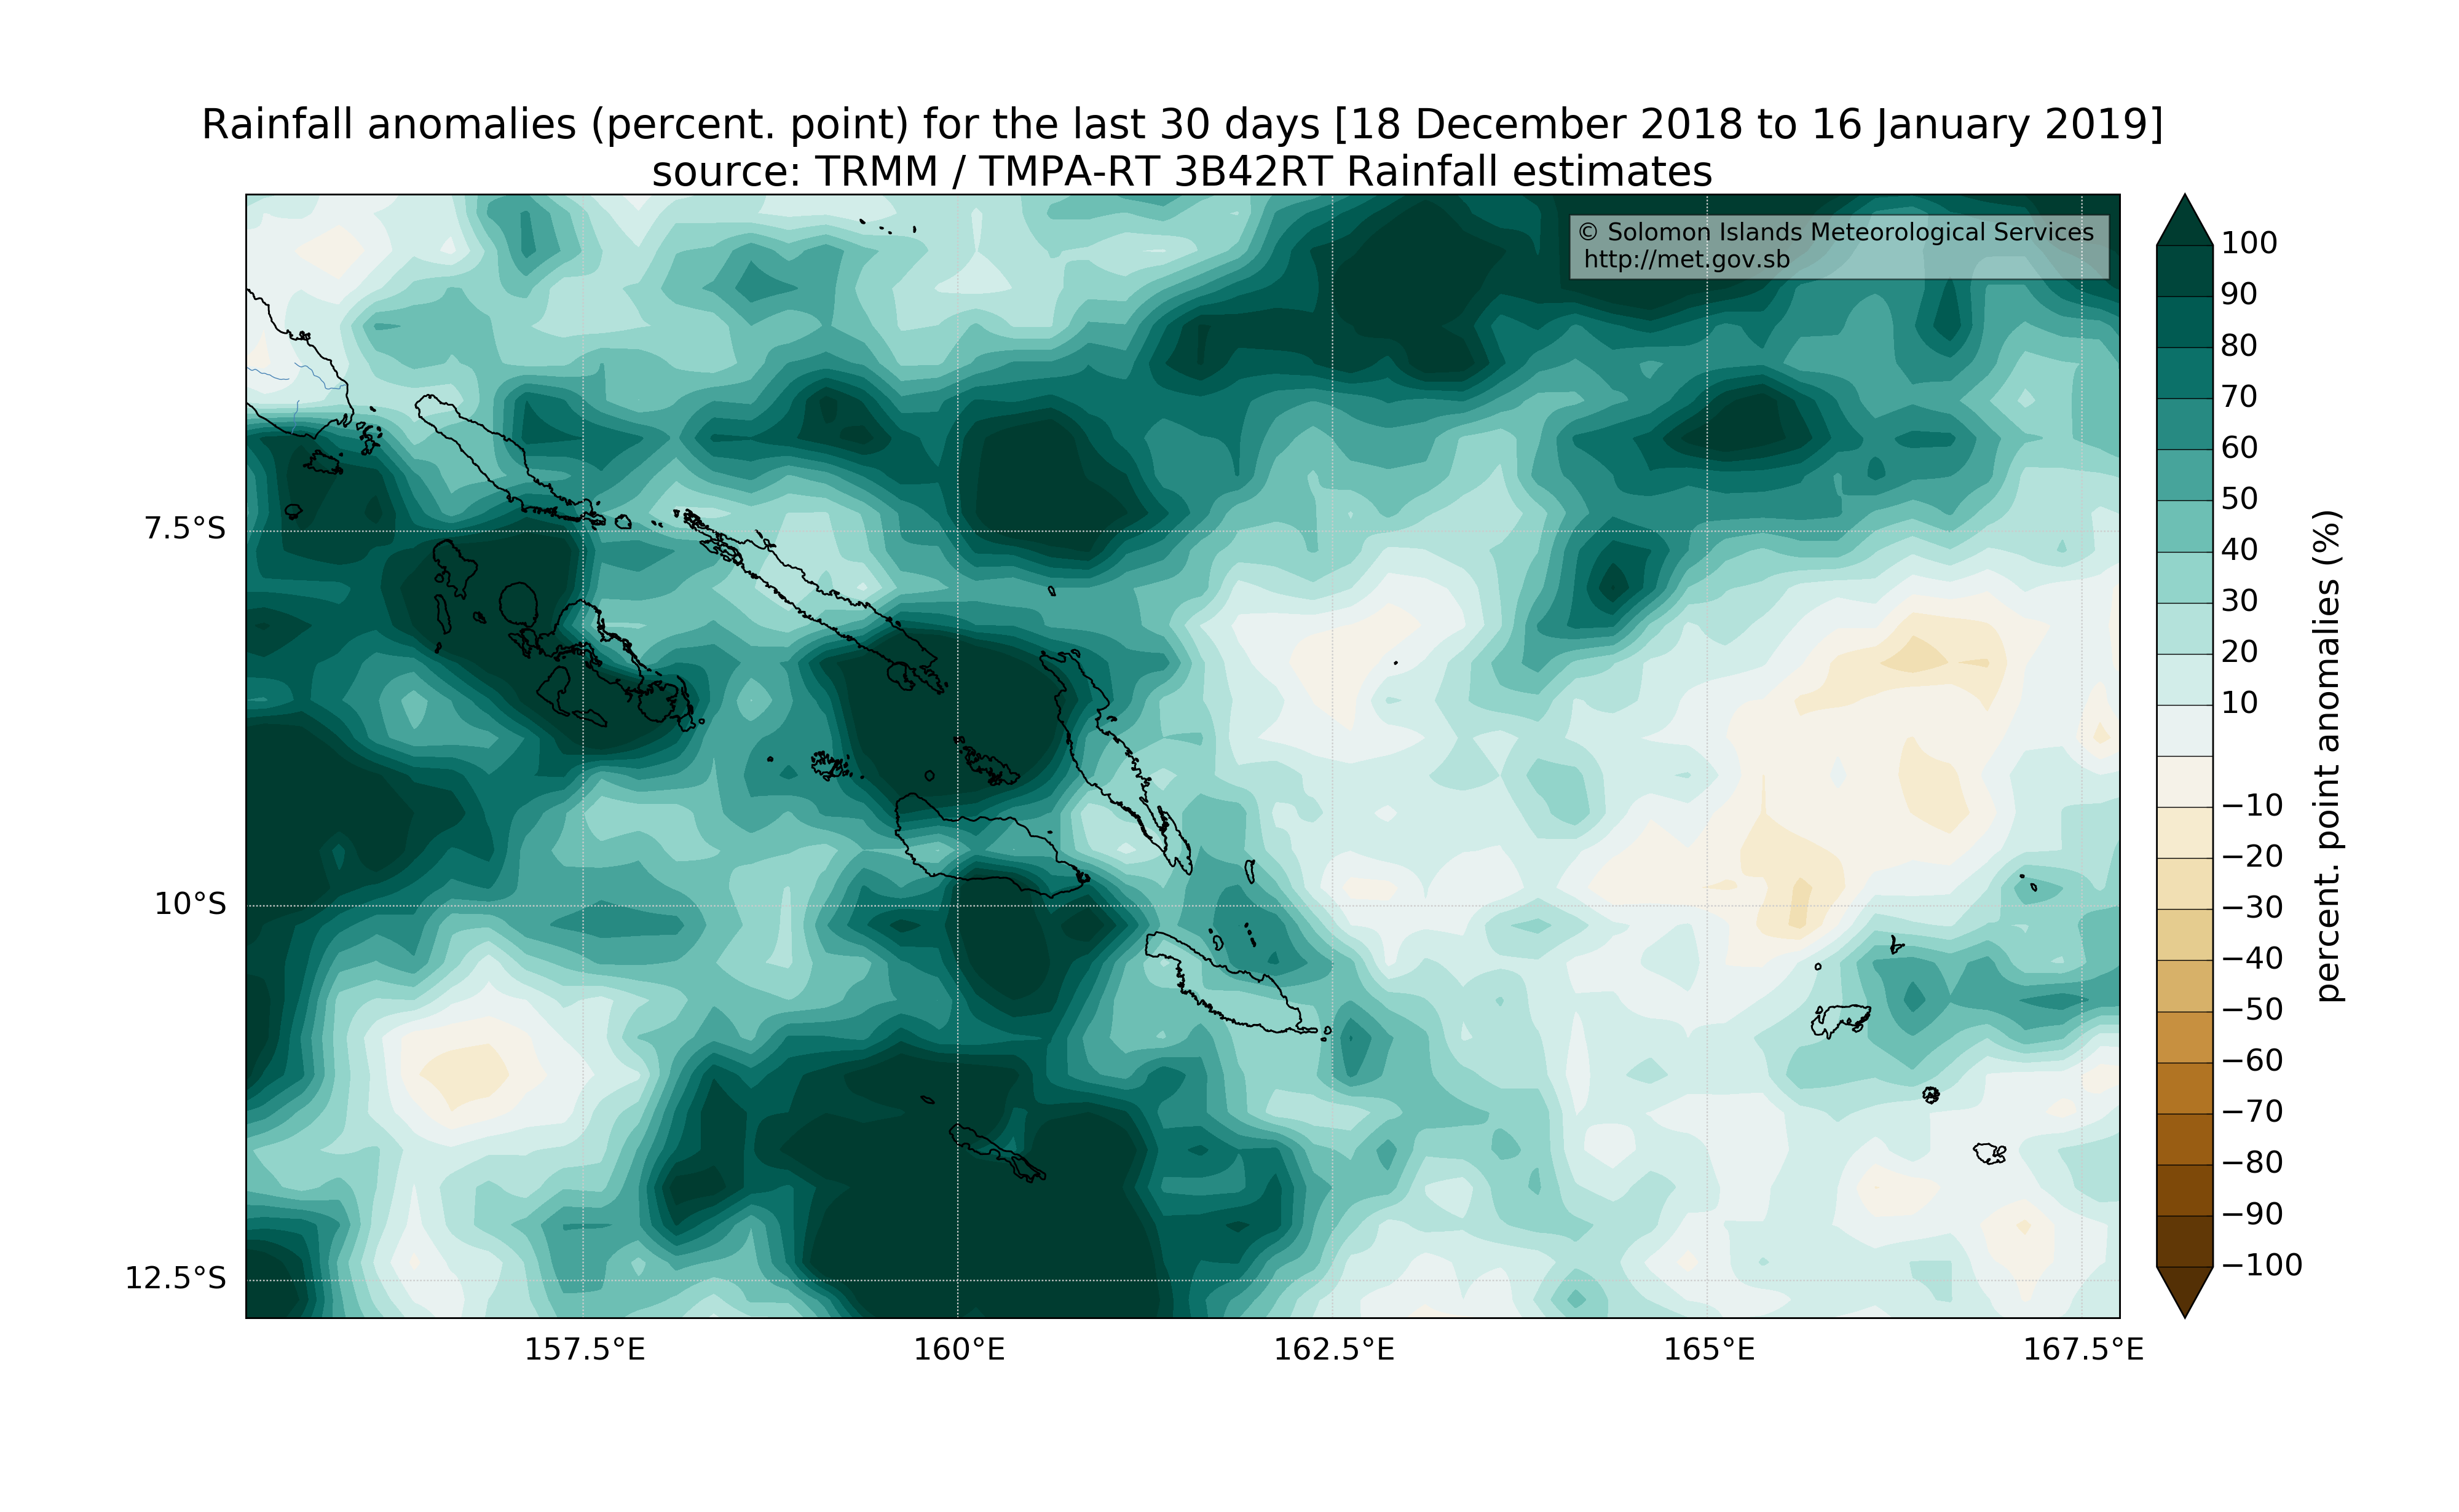 Rainfall anomalies (percent. point) for the last 30 days [18 December 2018 to 16 January 2019]
source: TRMM / TMPA-RT 3B42RT Rainfall estimates
© Solomon Islands Meteorological Services
http://met.gov.sb
7.5°S
10°S
12.5°S
157.5°E
160°E
162.5°E
165°E
167.5°E
100
90
80
70
60
50
40
30
20
10
−10
−20
−30
−40
−50
−60
−70
−80
−90
−100
percent. point anomalies (%)